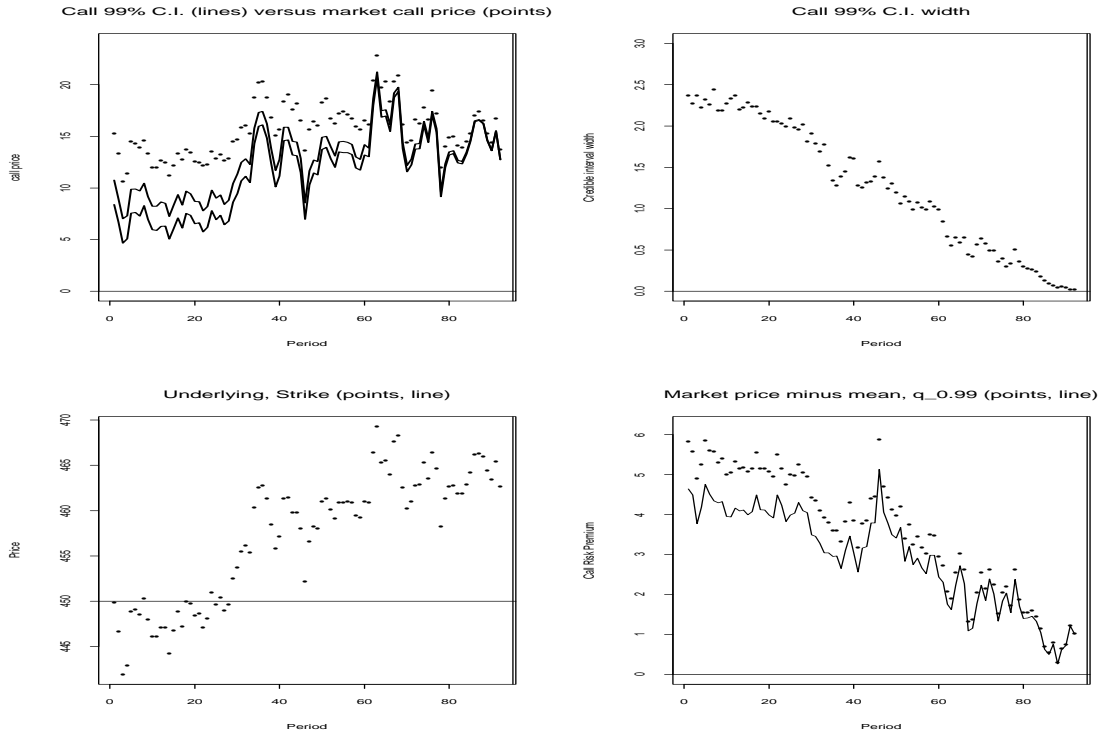 Call 99% C.I. (lines) versus market call price (points)
call price
0 5 10 15 20
0 20 40 60 80
Period
Call 99% C.I. width
Credible interval width
0.0 0.5 1.0 1.5 2.0 2.5 3.0
0 20 40 60 80
Period
Underlying, Strike (points, line)
Price
445 450 455 460 465 470
0 20 40 60 80
Period
Market price minus mean, q_0.99 (points, line)
Call Risk Premium
0 1 2 3 4 5 6
0 20 40 60 80
Period